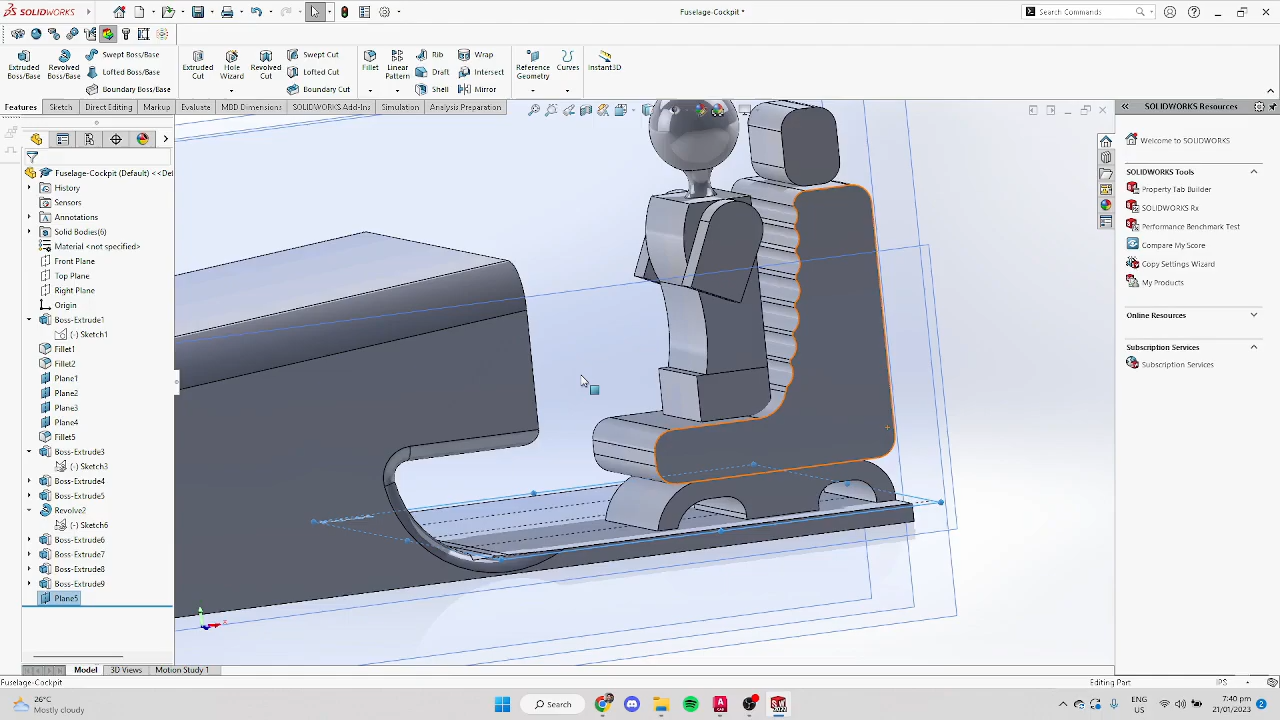 SOLIDWORKS
Fuselage-Cockpit *
Search Commands
Extruded Boss/Base
Revolved Boss/Base
Swept Boss/Base
Lofted Boss/Base
Boundary Boss/Base
Extruded Cut
Hole Wizard
Revolved Cut
Swept Cut
Lofted Cut
Boundary Cut
Fillet
Linear Pattern
Rib
Draft
Shell
Wrap
Intersect
Mirror
Reference Geometry
Curves
Instant3D
Features Sketch Direct Editing Markup Evaluate MBD Dimensions SOLIDWORKS Add-Ins Simulation Analysis Preparation
Fuselage-Cockpit (Default) <<De
History
Sensors
Annotations
Solid Bodies(6)
Material <not specified>
Front Plane
Top Plane
Right Plane
Origin
Boss-Extrude1
(-) Sketch1
Fillet1
Fillet2
Plane1
Plane2
Plane3
Plane4
Fillet5
Boss-Extrude3
(-) Sketch3
Boss-Extrude4
Boss-Extrude5
Revolve2
(-) Sketch6
Boss-Extrude6
Boss-Extrude7
Boss-Extrude8
Boss-Extrude9
Plane5
SOLIDWORKS Resources
Welcome to SOLIDWORKS
SOLIDWORKS Tools
Property Tab Builder
SOLIDWORKS Rx
Performance Benchmark Test
Compare My Score
Copy Settings Wizard
My Products
Online Resources
Subscription Services
Subscription Services
Model 3D Views Motion Study 1
Fuselage-Cockpit
Editing Part
IPS
26°C
Mostly cloudy
Search
ENG
US
7:40 pm
21/01/2023